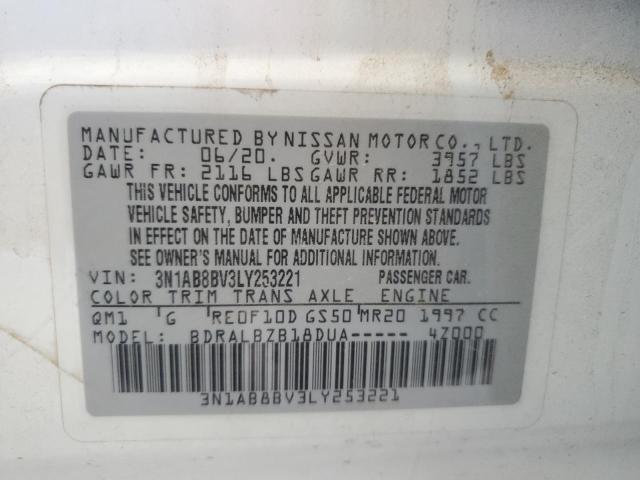 MANUFACTURED BY NISSAN MOTOR CO., LTD.
DATE: 06/20. GVWR: 3957 LBS
GAWR FR: 2116 LBS GAWR RR: 1852 LBS
THIS VEHICLE CONFORMS TO ALL APPLICABLE FEDERAL MOTOR
VEHICLE SAFETY, BUMPER AND THEFT PREVENTION STANDARDS
IN EFFECT ON THE DATE OF MANUFACTURE SHOWN ABOVE.
SEE OWNER'S MANUAL FOR ADDITIONAL INFORMATION.
VIN: 3N1AB8BV3LY253221 PASSENGER CAR.
COLOR TRIM TRANS AXLE ENGINE
QM1 G RE0F10D GS50 MR20 1997 CC
MODEL: BDRALBZB18DUA----- 4Z000
3N1AB8BV3LY253221